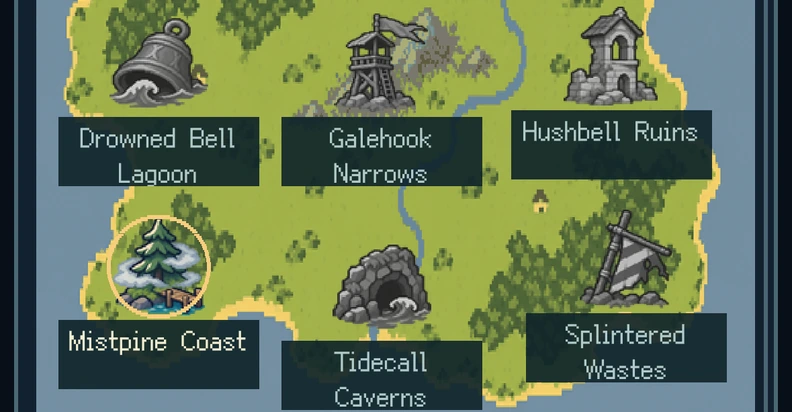 Drowned Bell
Lagoon
Galehook
Narrows
Hushbell Ruins
Mistpine Coast
Tidecall
Caverns
Splintered
Wastes